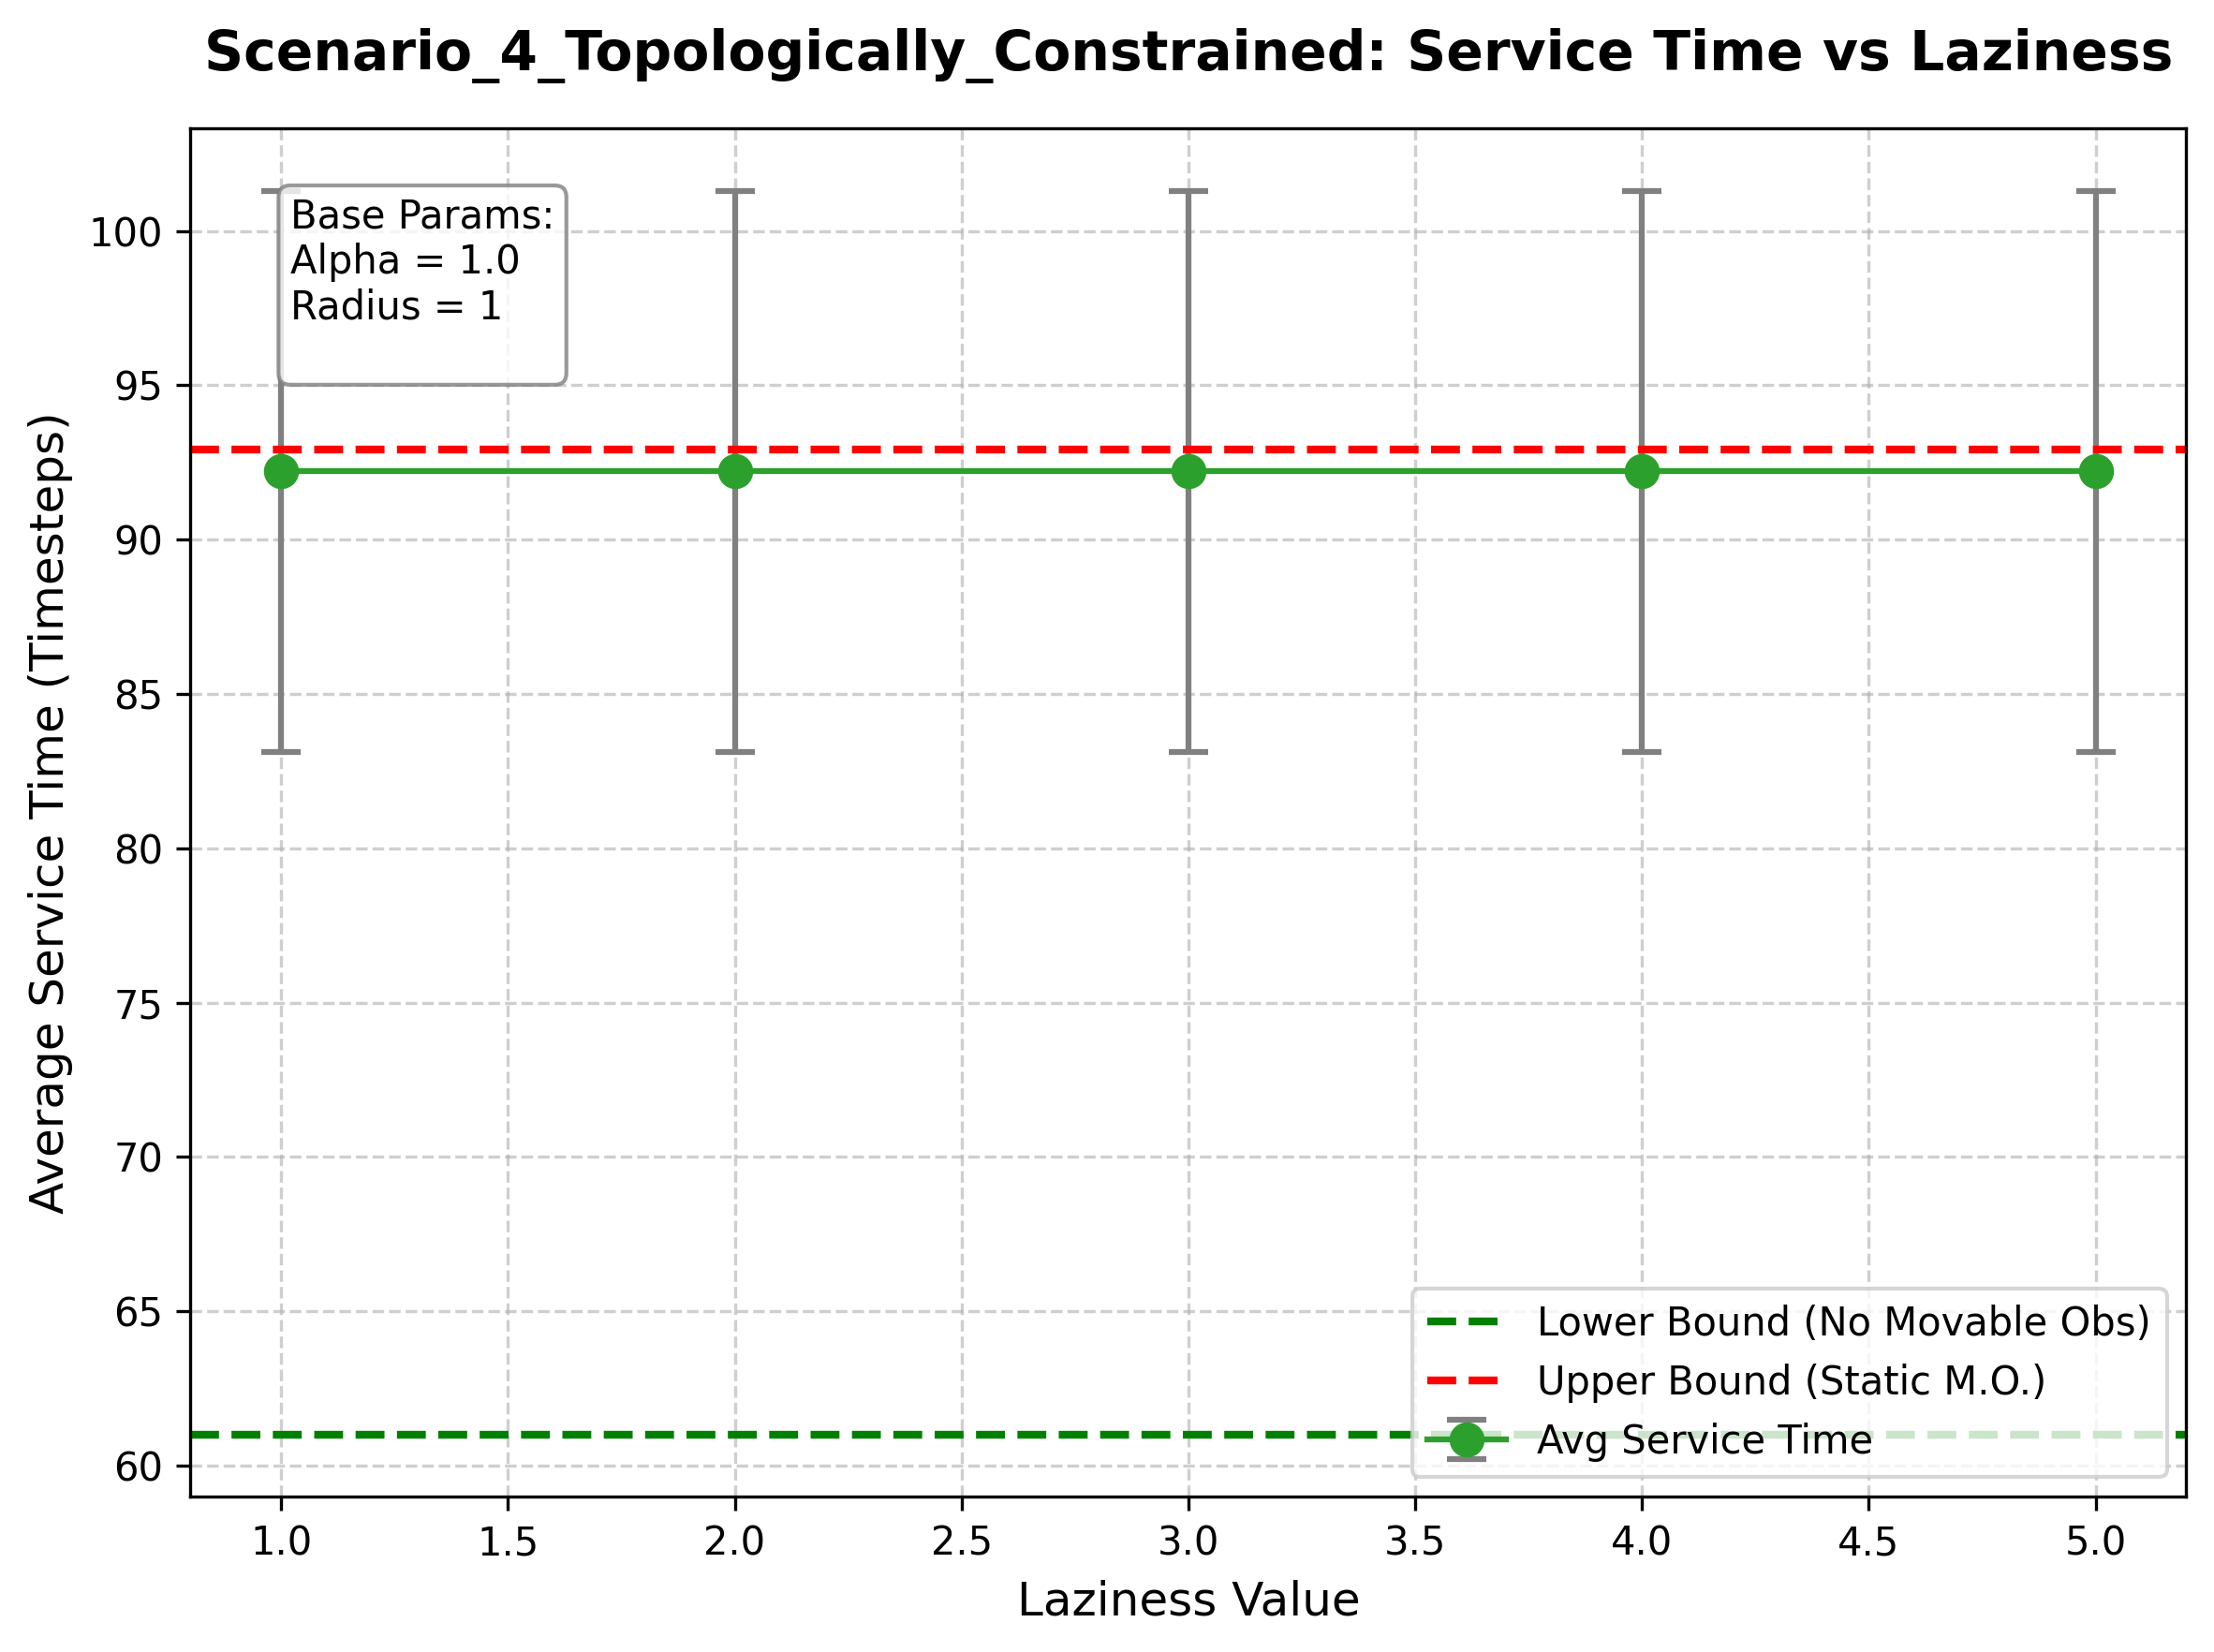 Scenario_4_Topologically_Constrained: Service Time vs Laziness
Base Params:
Alpha = 1.0
Radius = 1
Average Service Time (Timesteps)
100
95
90
85
80
75
70
65
60
Lower Bound (No Movable Obs)
Upper Bound (Static M.O.)
Avg Service Time
1.0 1.5 2.0 2.5 3.0 3.5 4.0 4.5 5.0
Laziness Value